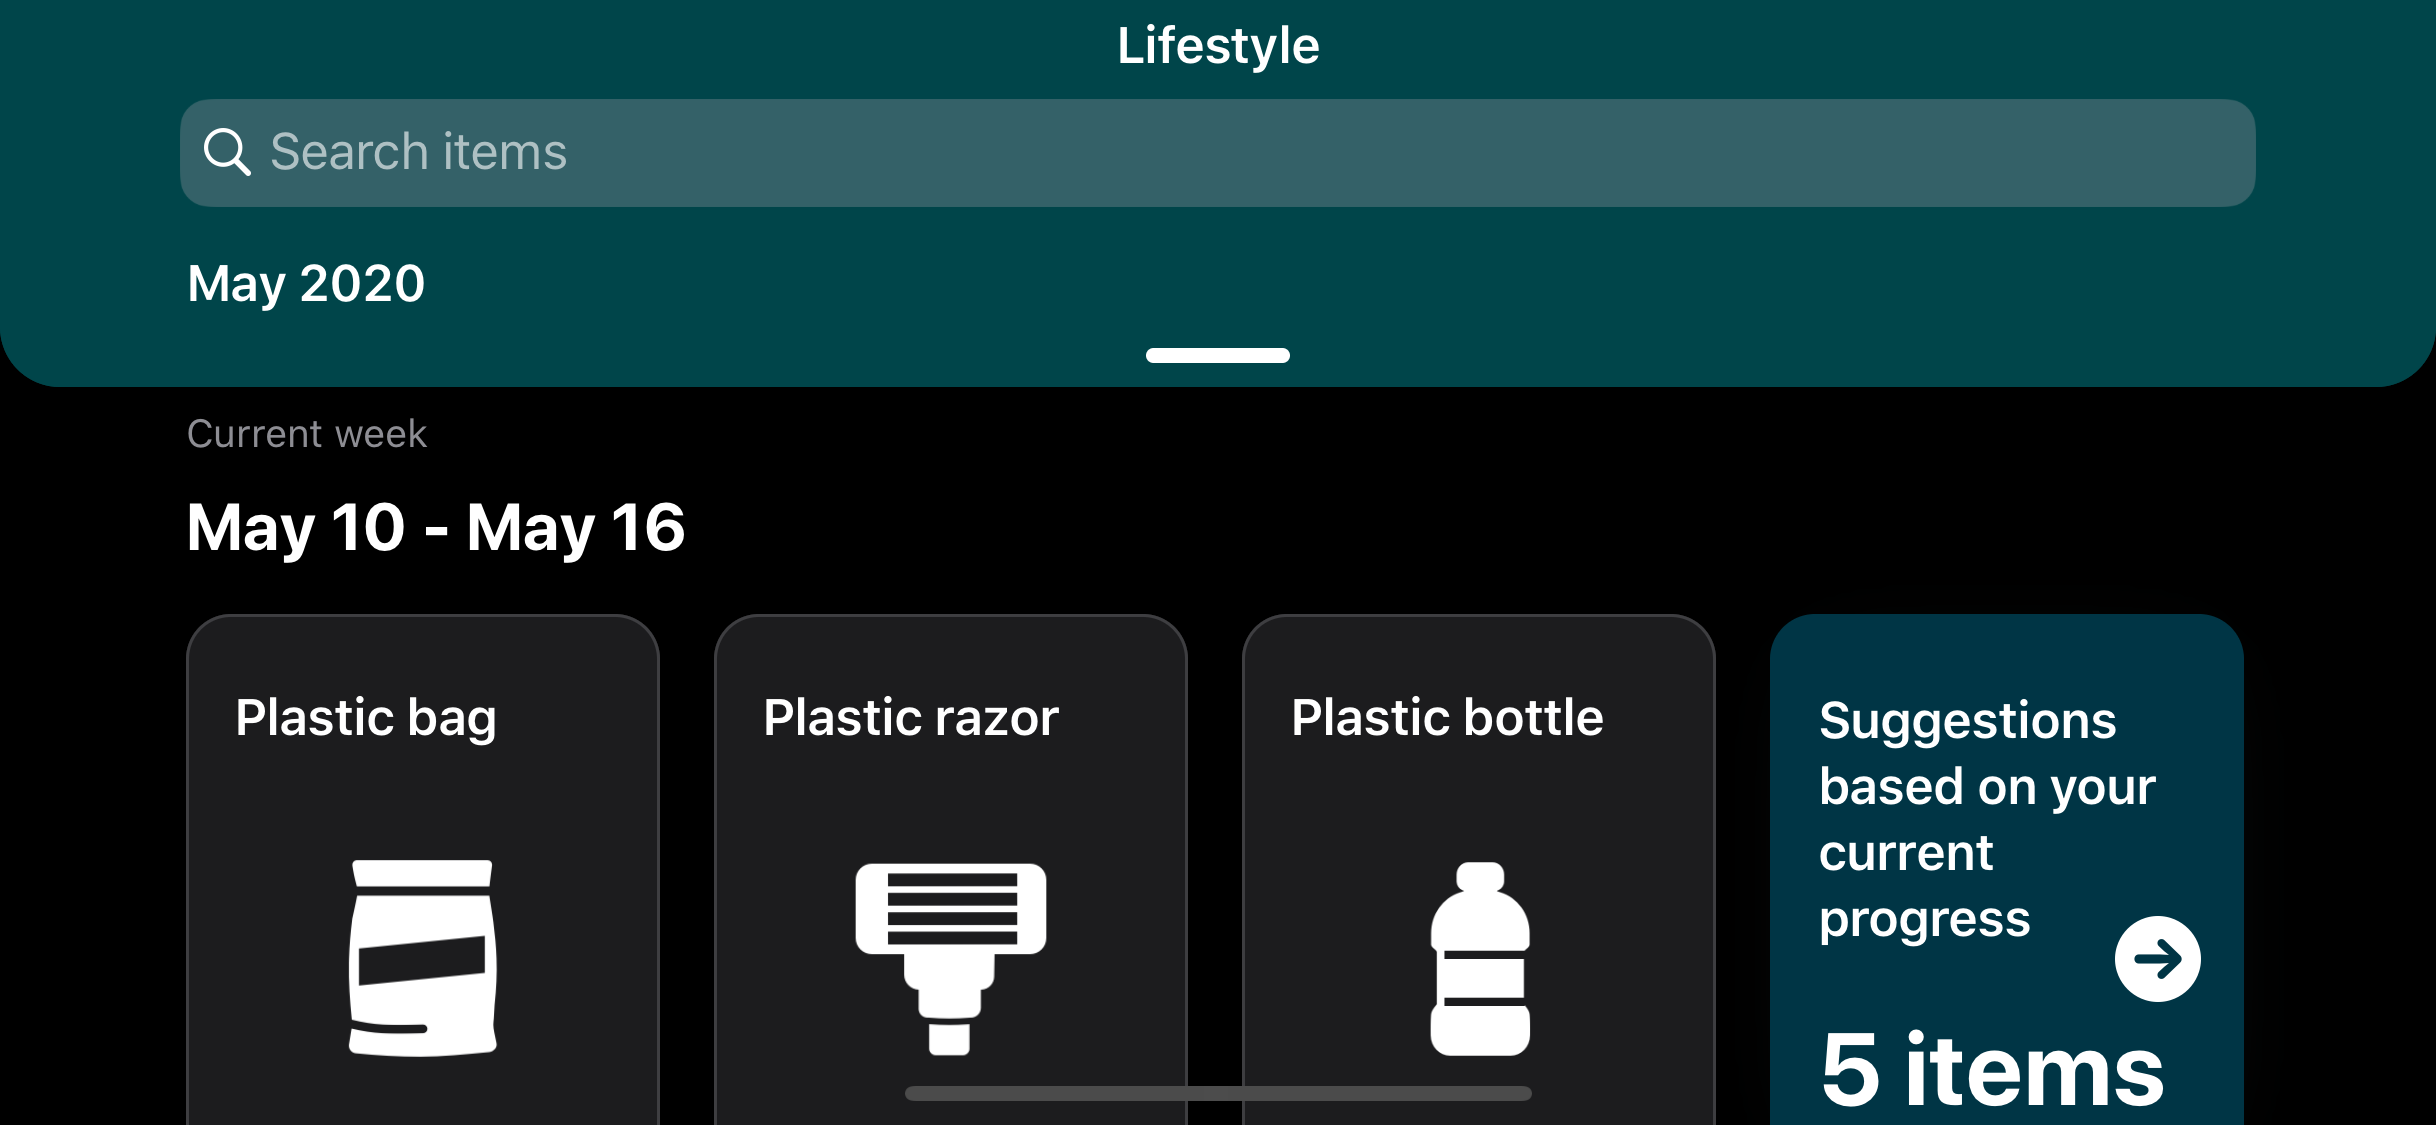 Lifestyle
Search items
May 2020
Current week
May 10 - May 16
Plastic bag
Plastic razor
Plastic bottle
Suggestions
based on your
current
progress
5 items